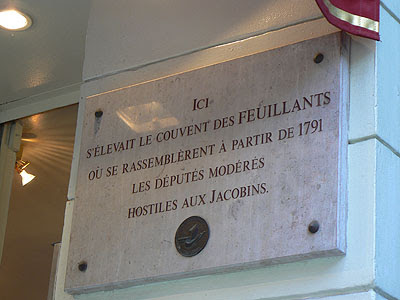 ICI
S'ÉLEVAIT LE COUVENT DES FEUILLANTS
OÙ SE RASSEMBLÈRENT À PARTIR DE 1791
LES DÉPUTÉS MODÉRÉS
HOSTILES AUX JACOBINS.